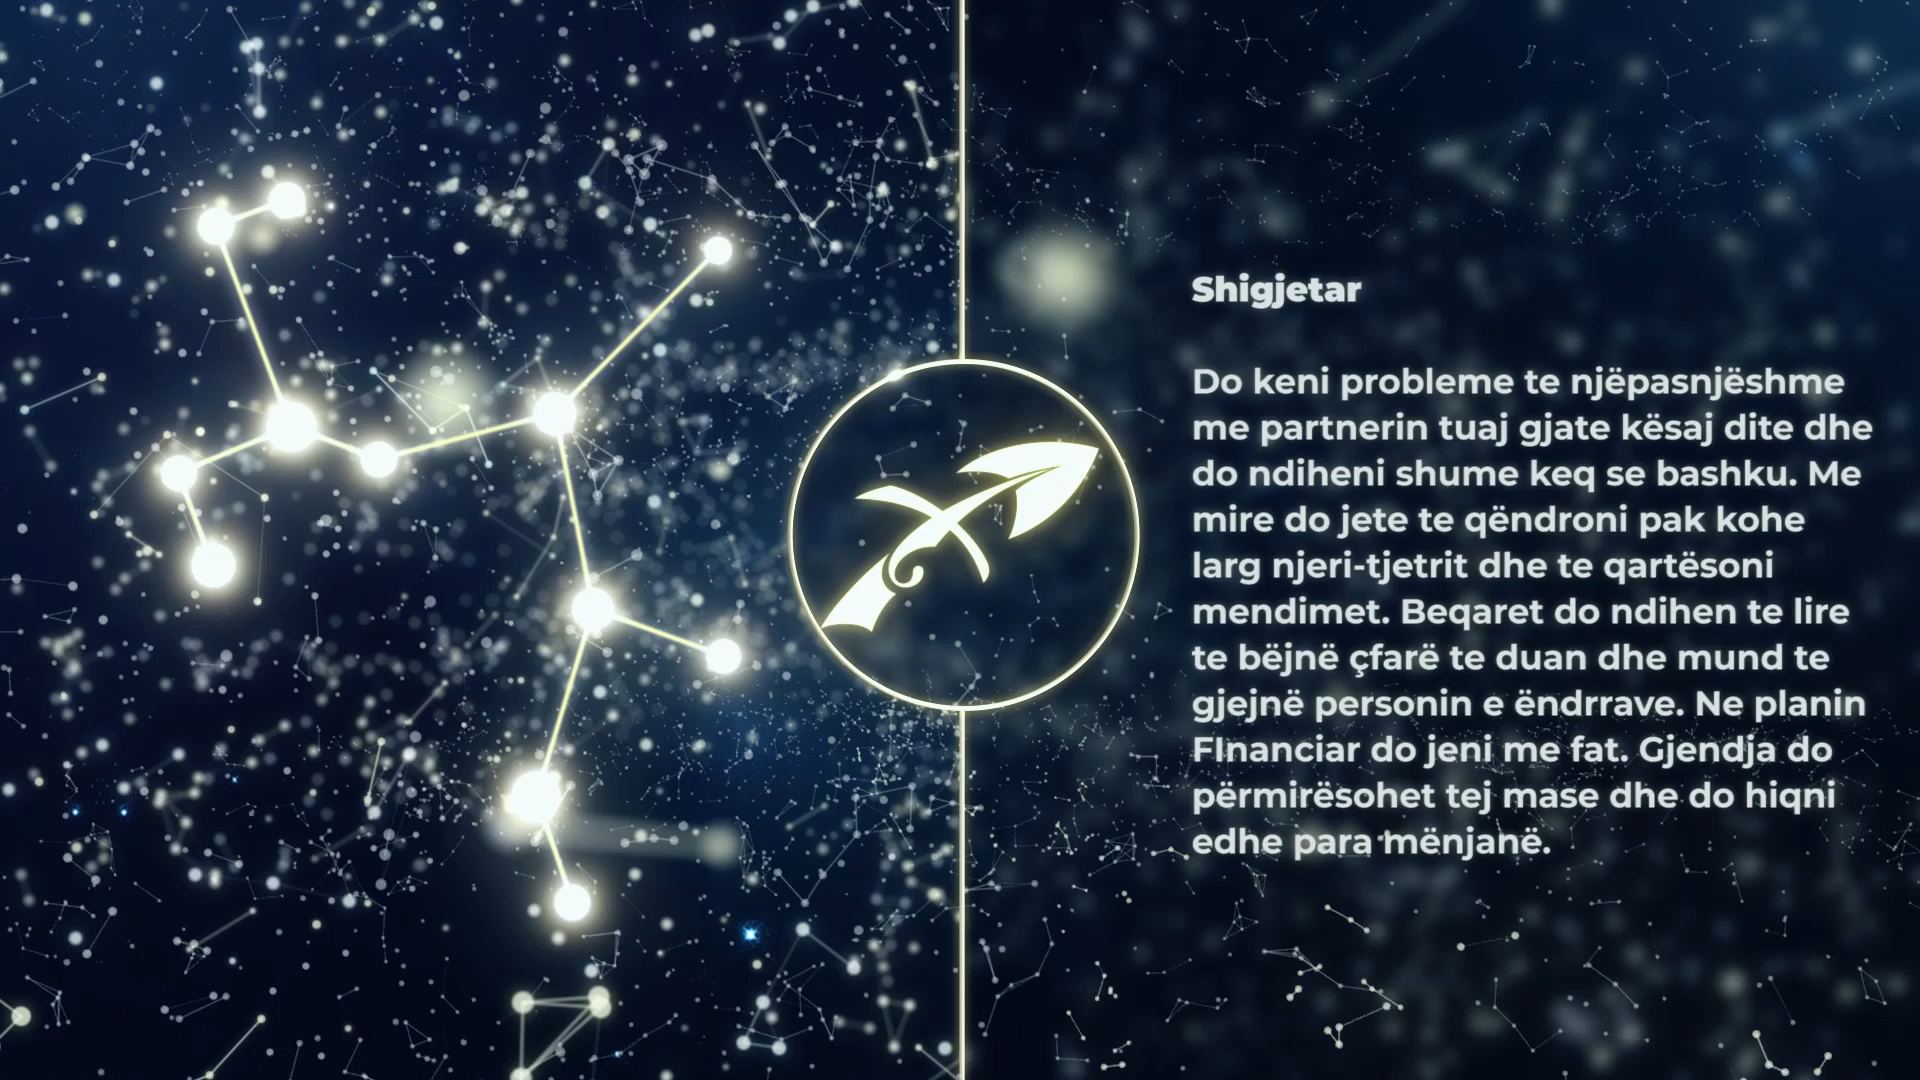 Shigjetar
Do keni probleme te njëpasnjëshme
me partnerin tuaj gjate kësaj dite dhe
do ndiheni shume keq se bashku. Me
mire do jete te qëndroni pak kohe
larg njeri-tjetrit dhe te qartësoni
mendimet. Beqaret do ndihen te lire
te bëjnë çfarë te duan dhe mund te
gjejnë personin e ëndrrave. Ne planin
FInanciar do jeni me fat. Gjendja do
përmirësohet tej mase dhe do hiqni
edhe para mënjanë.